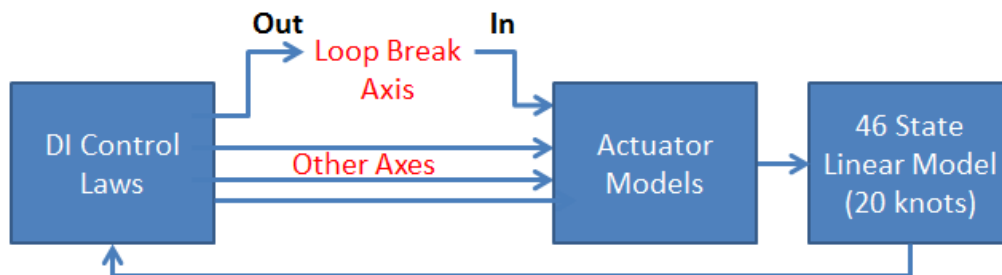 Out
In
Loop Break
Axis
DI Control
Laws
Other Axes
Actuator
Models
46 State
Linear Model
(20 knots)